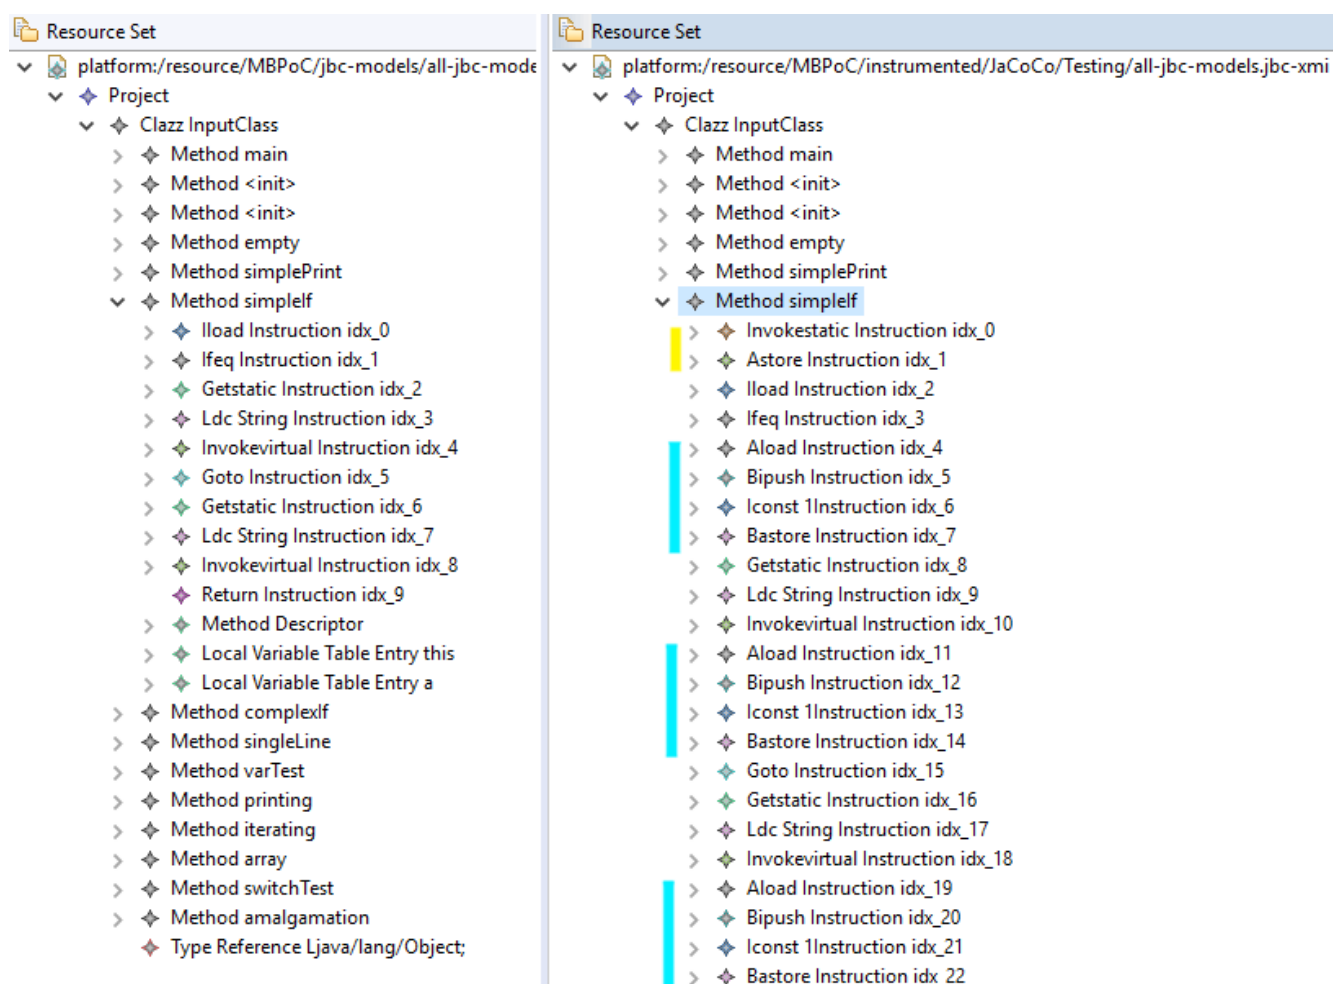 Resource Set
platform:/resource/MBPoC/jbc-models/all-jbc-mode
Project
Clazz InputClass
Method main
Method <init>
Method <init>
Method empty
Method simplePrint
Method simpleIf
Iload Instruction idx_0
Ifeq Instruction idx_1
Getstatic Instruction idx_2
Ldc String Instruction idx_3
Invokevirtual Instruction idx_4
Goto Instruction idx_5
Getstatic Instruction idx_6
Ldc String Instruction idx_7
Invokevirtual Instruction idx_8
Return Instruction idx_9
Method Descriptor
Local Variable Table Entry this
Local Variable Table Entry a
Method complexIf
Method singleLine
Method varTest
Method printing
Method iterating
Method array
Method switchTest
Method amalgamation
Type Reference Ljava/lang/Object;
Resource Set
platform:/resource/MBPoC/instrumented/JaCoCo/Testing/all-jbc-models.jbc-xmi
Project
Clazz InputClass
Method main
Method <init>
Method <init>
Method empty
Method simplePrint
Method simpleIf
Invokestatic Instruction idx_0
Astore Instruction idx_1
Iload Instruction idx_2
Ifeq Instruction idx_3
Aload Instruction idx_4
Bipush Instruction idx_5
Iconst 1Instruction idx_6
Bastore Instruction idx_7
Getstatic Instruction idx_8
Ldc String Instruction idx_9
Invokevirtual Instruction idx_10
Aload Instruction idx_11
Bipush Instruction idx_12
Iconst 1Instruction idx_13
Bastore Instruction idx_14
Goto Instruction idx_15
Getstatic Instruction idx_16
Ldc String Instruction idx_17
Invokevirtual Instruction idx_18
Aload Instruction idx_19
Bipush Instruction idx_20
Iconst 1Instruction idx_21
Bastore Instruction idx_22